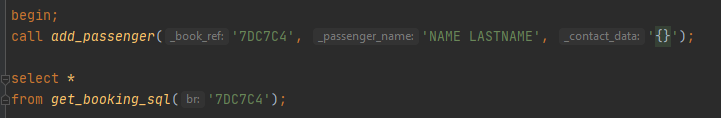 begin;
call add_passenger( _book_ref: '7DC7C4', _passenger_name: 'NAME LASTNAME', _contact_data: '{}');
select *
from get_booking_sql( br: '7DC7C4');